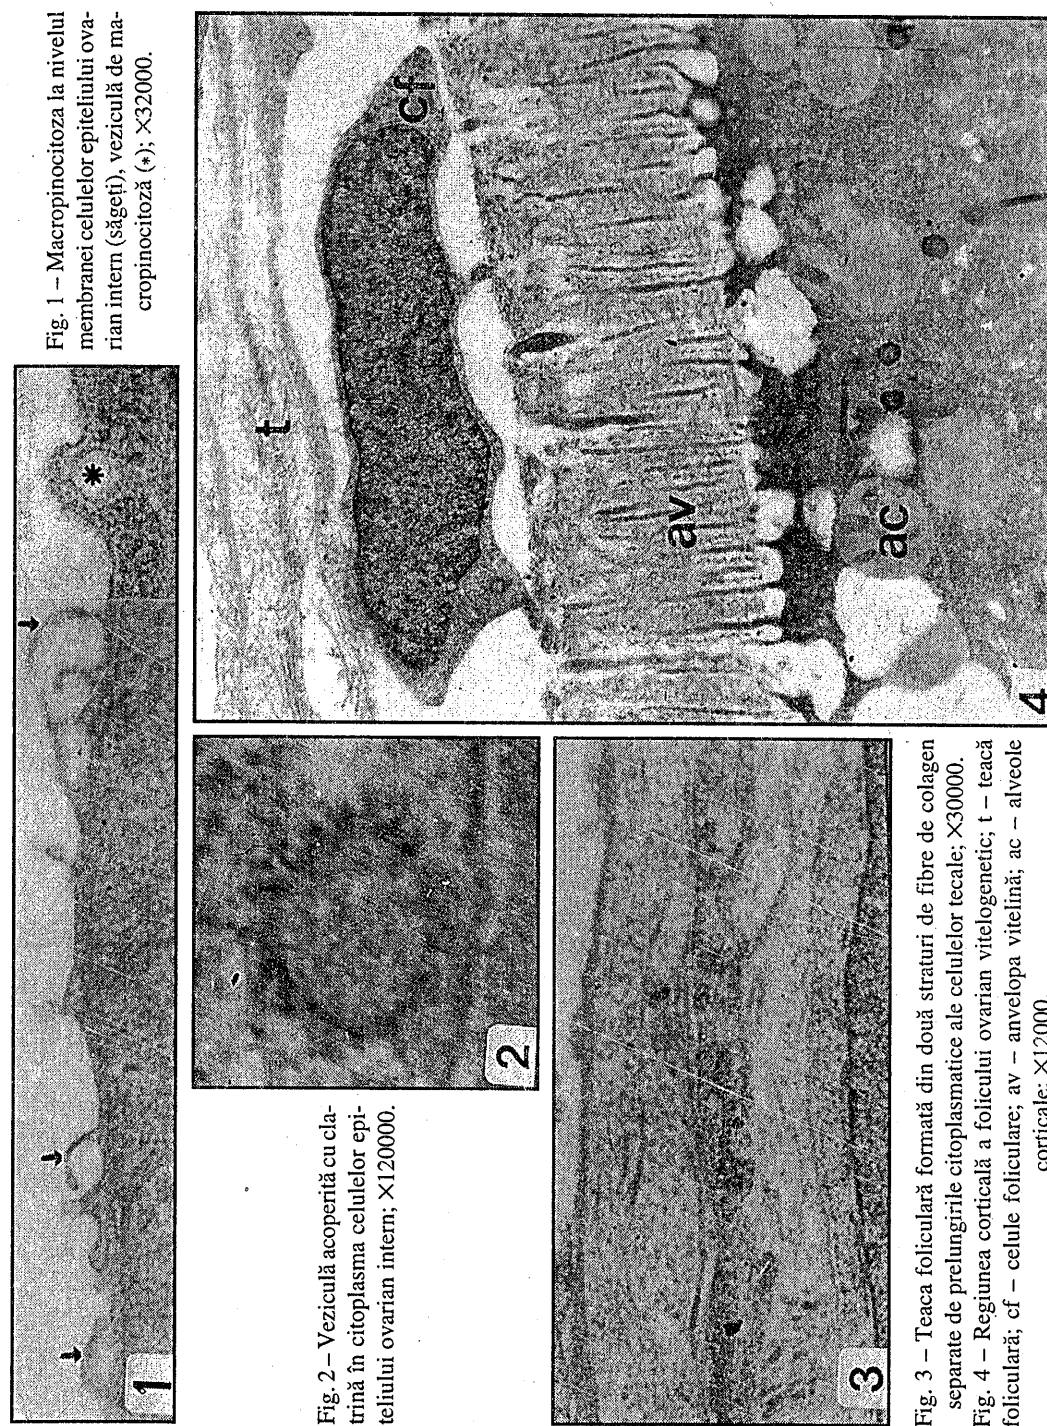 Fig. 1 – Macropinocitoza la nivelul
membranei celulelor epiteliului ova-
rian intern (săgeți), veziculă de ma-
cropinocitoză (*); ×32000.
1
*
Fig. 2 – Veziculă acoperită cu cla-
trină în citoplasma celulelor epi-
teliului ovarian intern; ×120000.
2
3
t
cf
av
ac
4
Fig. 3 – Teaca foliculară formată din două straturi de fibre de colagen
separate de prelungirile citoplasmatice ale celulelor tecale; ×30000.
Fig. 4 – Regiunea corticală a foliculului ovarian vitelogenetic; t – teacă
foliculară; cf – celule foliculare; av – anvelopa vitelină; ac – alveole
corticale; ×12000